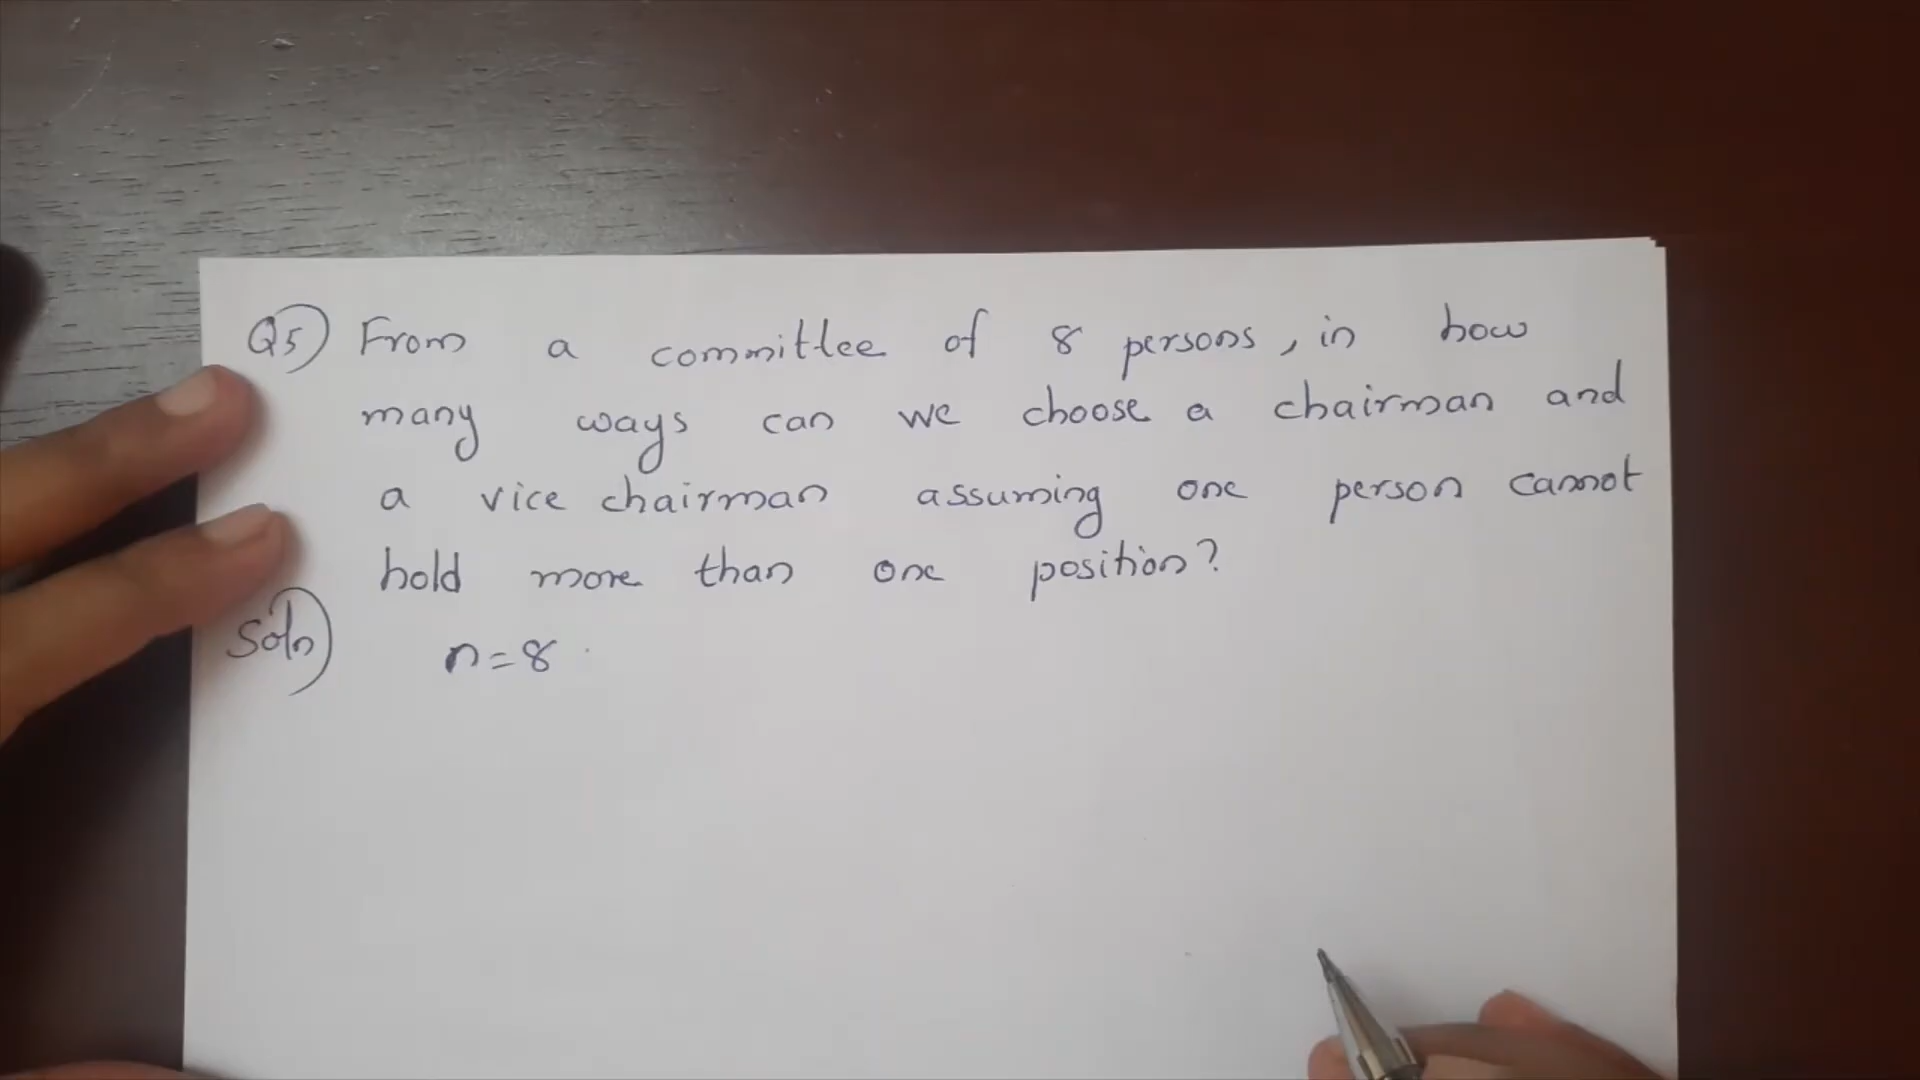 Q5) From a committee of 8 persons, in how
many ways can we choose a chairman and
a vice chairman assuming one person cannot
hold more than one position?
Soln) n=8